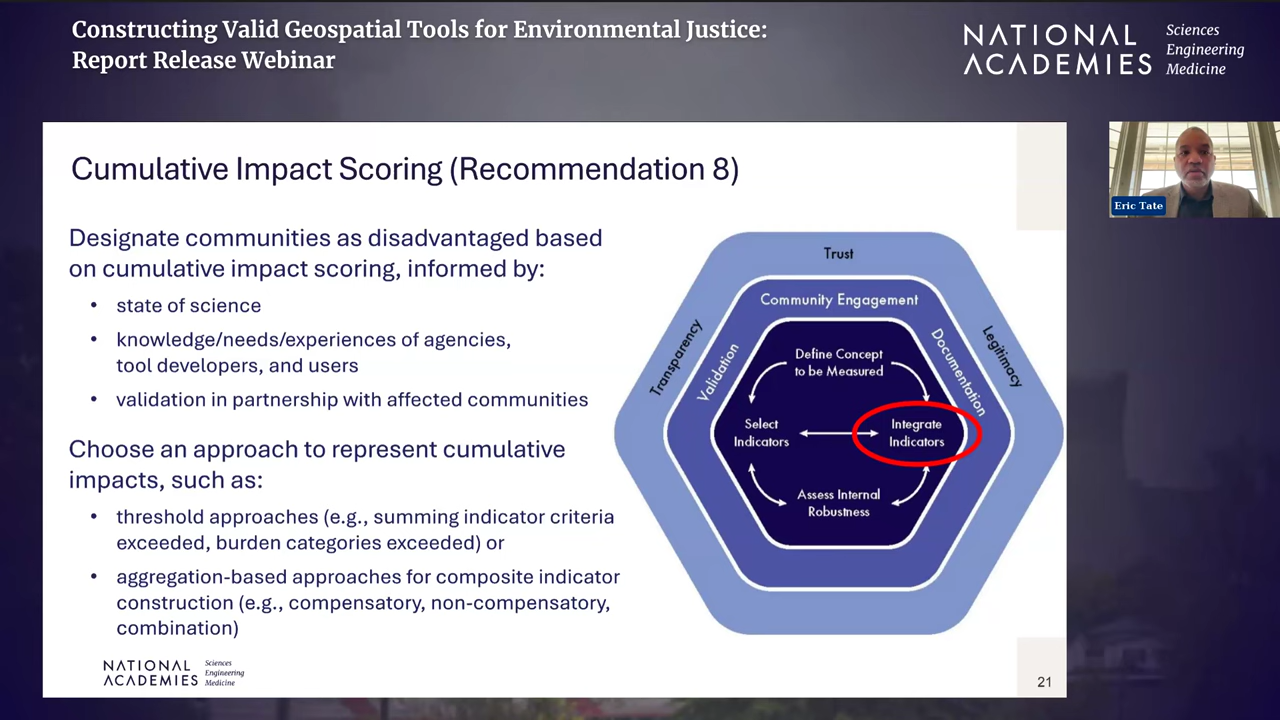 Constructing Valid Geospatial Tools for Environmental Justice:
Report Release Webinar
NATIONAL
ACADEMIES
Sciences
Engineering
Medicine
Eric Tate
Cumulative Impact Scoring (Recommendation 8)
Designate communities as disadvantaged based
on cumulative impact scoring, informed by:
• state of science
• knowledge/needs/experiences of agencies,
tool developers, and users
• validation in partnership with affected communities
Choose an approach to represent cumulative
impacts, such as:
• threshold approaches (e.g., summing indicator criteria
exceeded, burden categories exceeded) or
• aggregation-based approaches for composite indicator
construction (e.g., compensatory, non-compensatory,
combination)
Trust
Transparency
Legitimacy
Community Engagement
Validation
Documentation
Define Concept
to be Measured
Select
Indicators
Integrate
Indicators
Assess Internal
Robustness
NATIONAL
ACADEMIES
Sciences
Engineering
Medicine
21